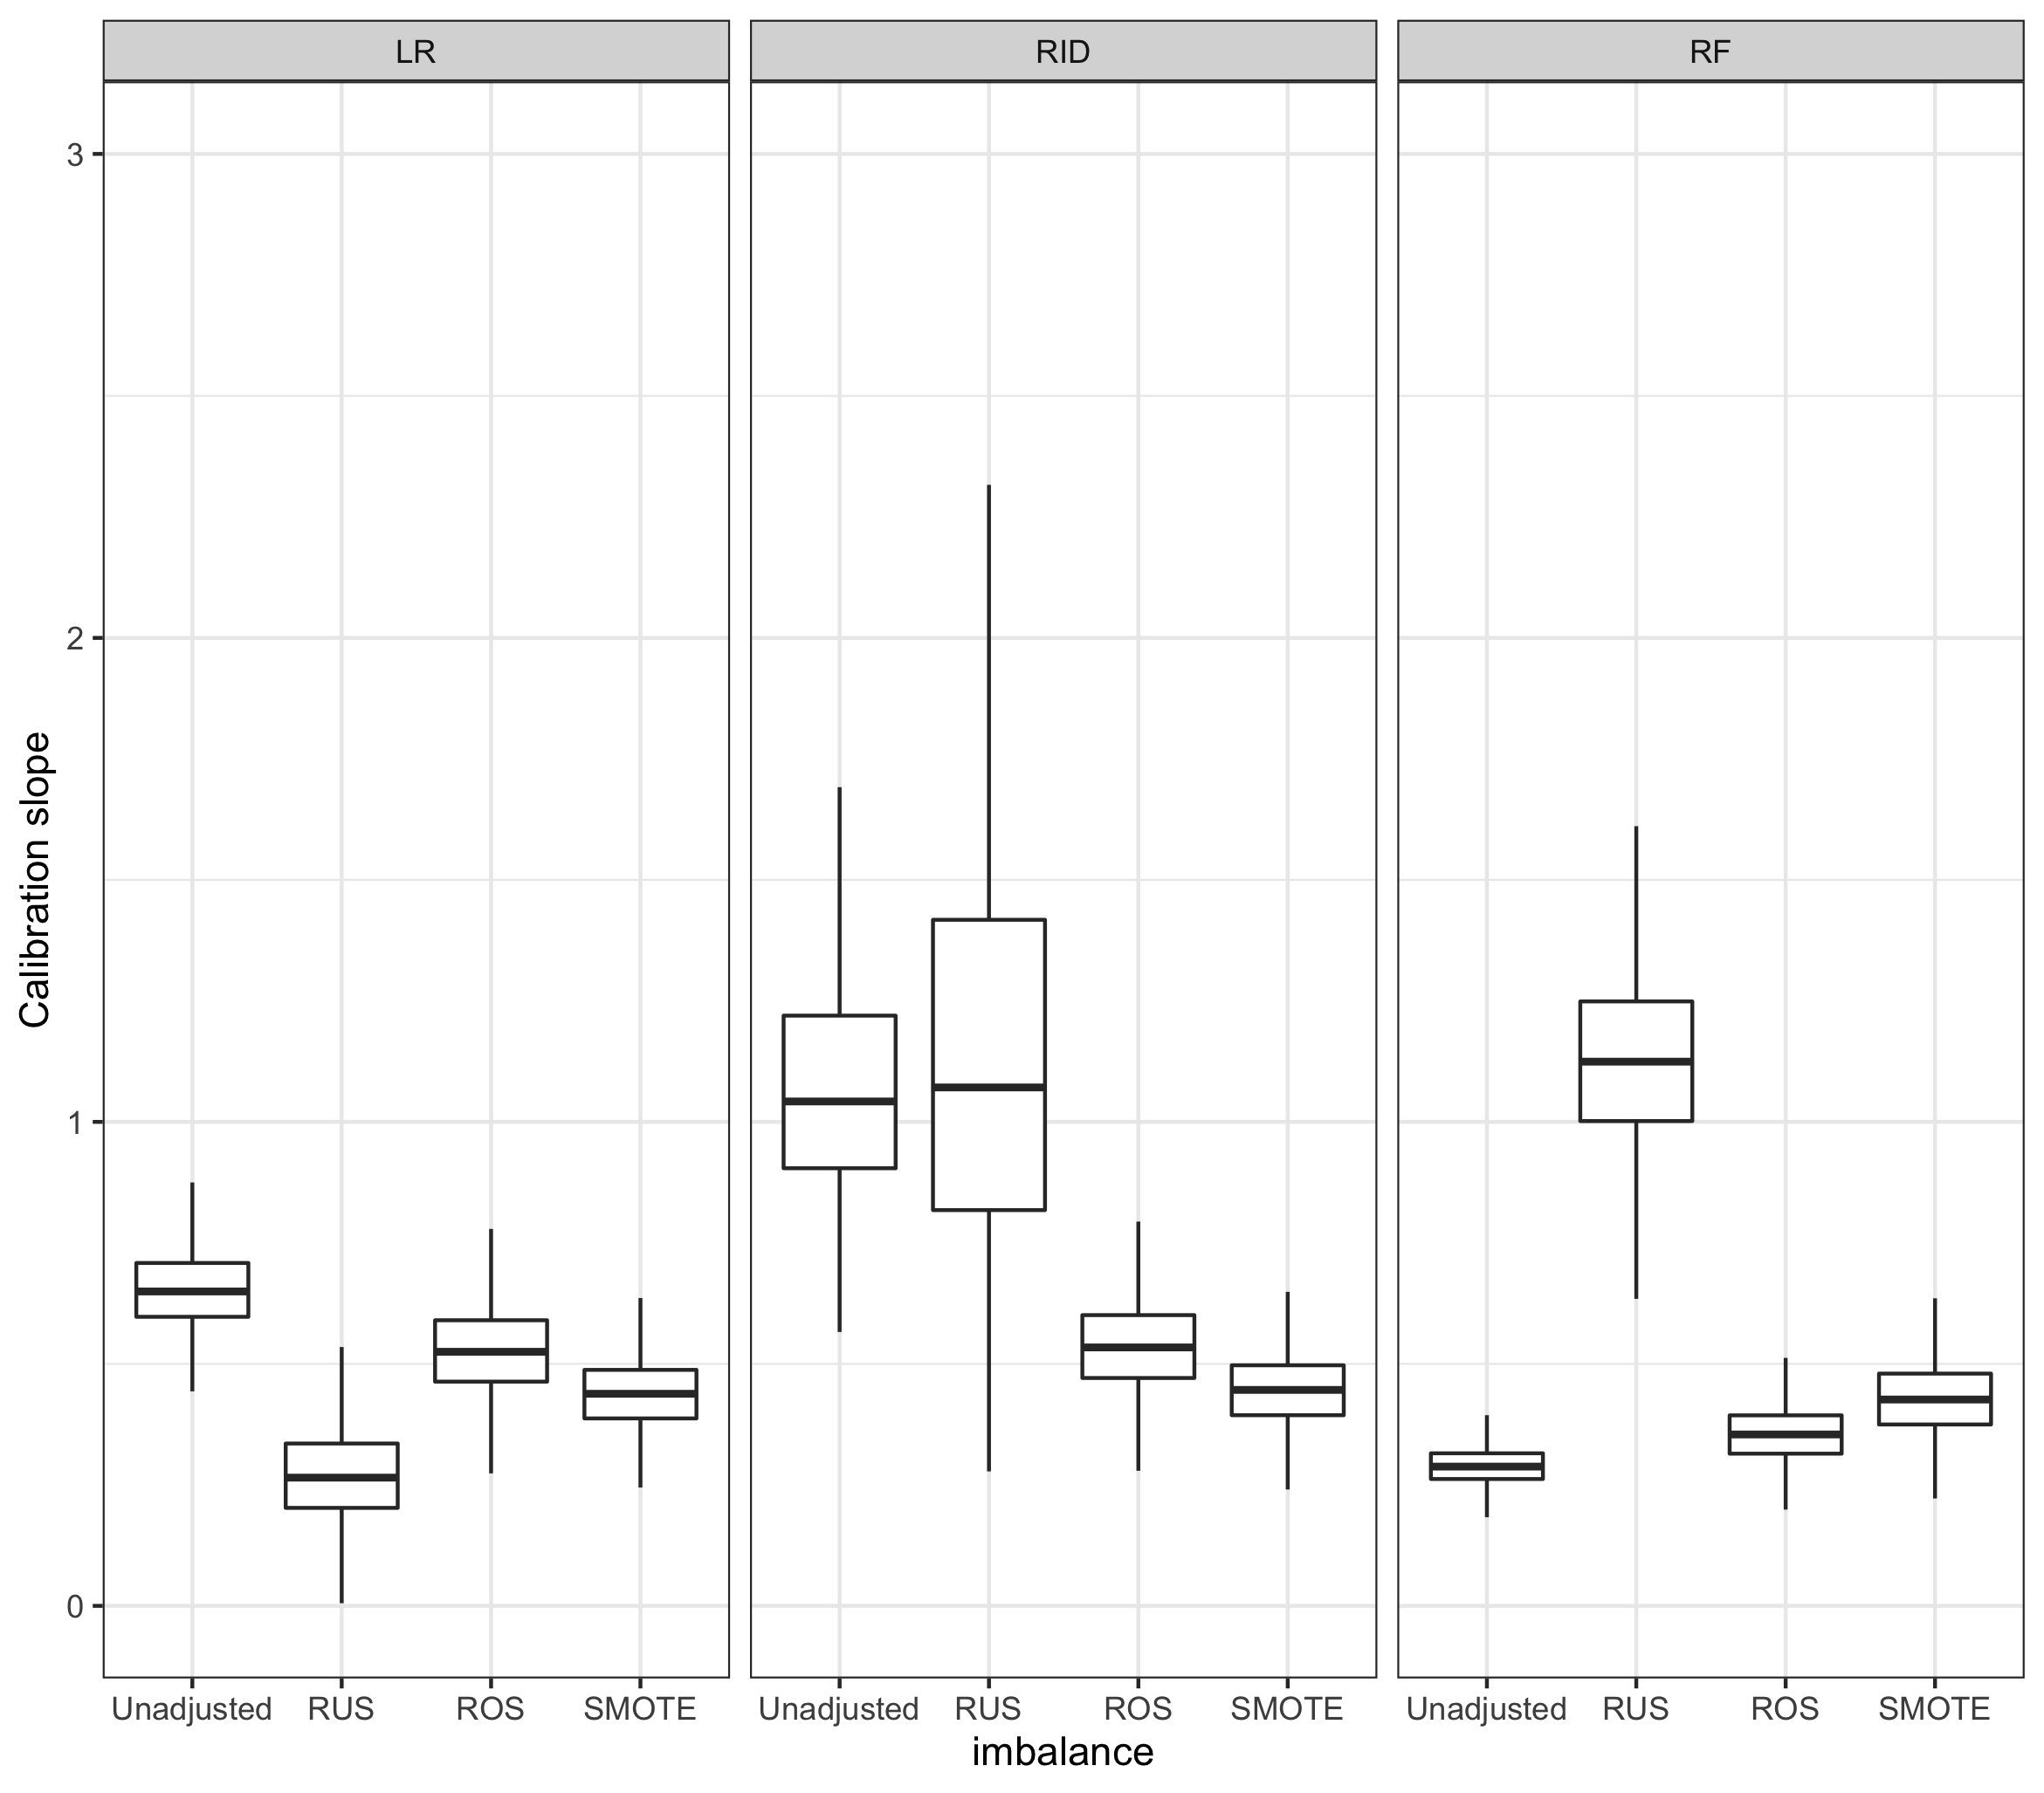 LR RID RF
3
2
1
0
Calibration slope
Unadjusted RUS ROS SMOTE Unadjusted RUS ROS SMOTE Unadjusted RUS ROS SMOTE
imbalance